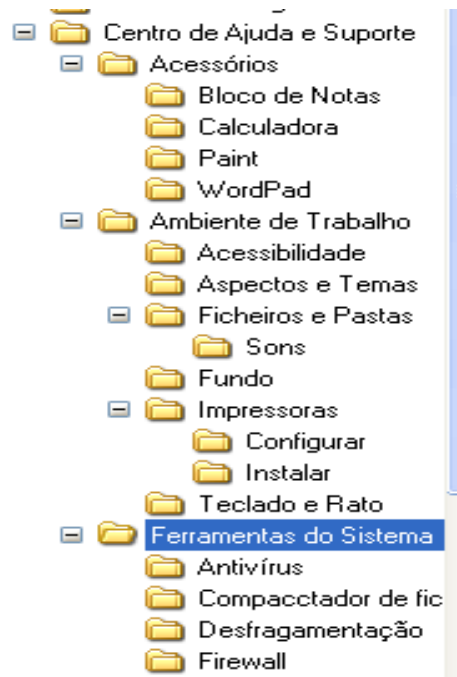 Centro de Ajuda e Suporte
Acessórios
Bloco de Notas
Calculadora
Paint
WordPad
Ambiente de Trabalho
Acessibilidade
Aspectos e Temas
Ficheiros e Pastas
Sons
Fundo
Impressoras
Configurar
Instalar
Teclado e Rato
Ferramentas do Sistema
Antivírus
Compacctador de fic
Desfragamentação
Firewall